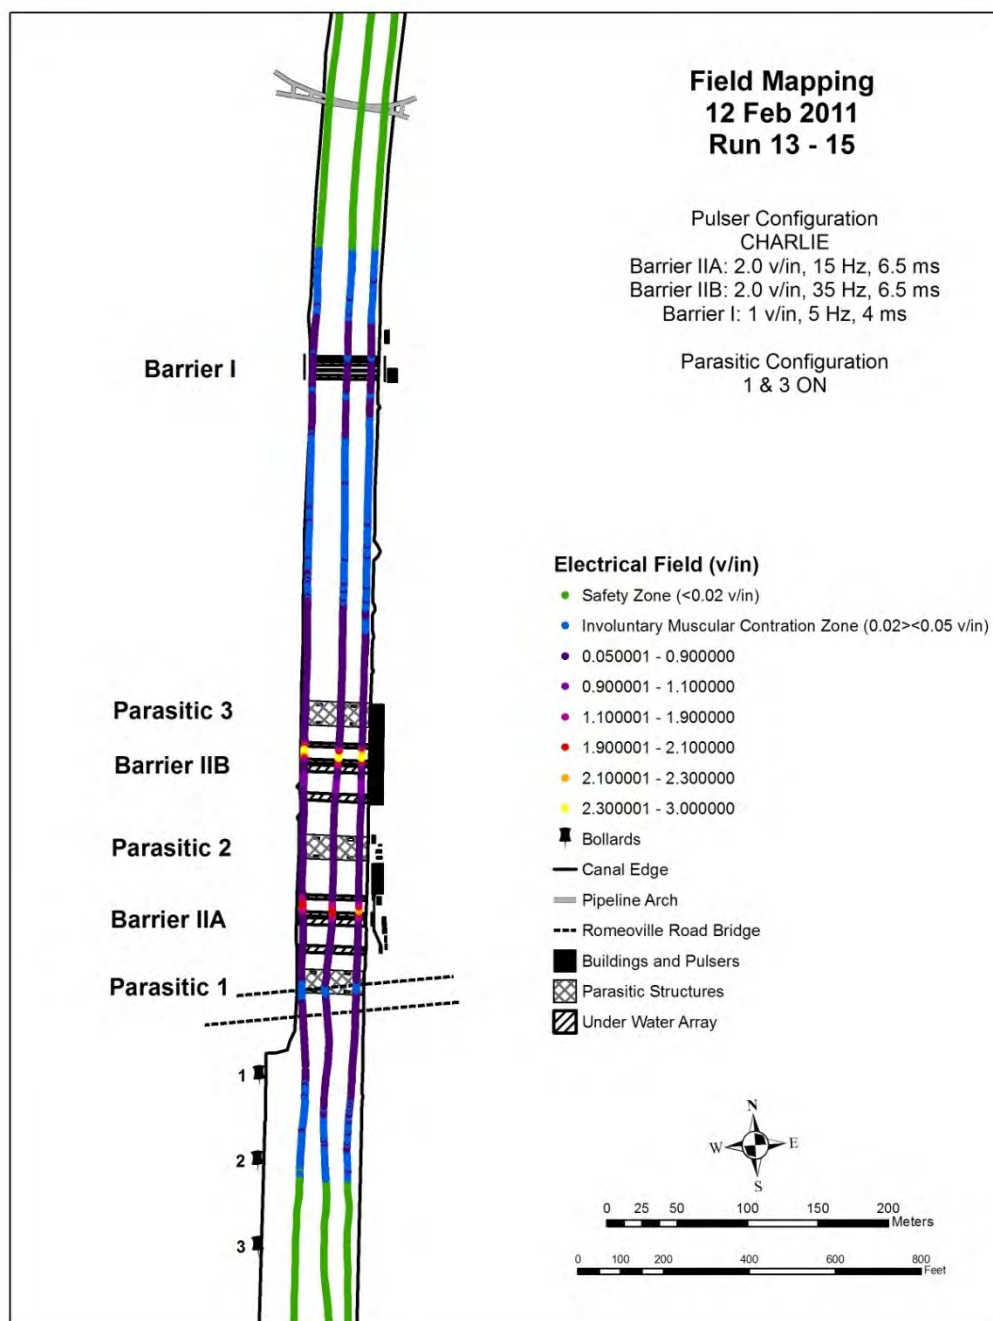 Field Mapping
12 Feb 2011
Run 13 - 15
Pulser Configuration
CHARLIE
Barrier IIA: 2.0 v/in, 15 Hz, 6.5 ms
Barrier IIB: 2.0 v/in, 35 Hz, 6.5 ms
Barrier I: 1 v/in, 5 Hz, 4 ms
Parasitic Configuration
1 & 3 ON
Barrier I
Parasitic 3
Barrier IIB
Parasitic 2
Barrier IIA
Parasitic 1
1
2
3
Electrical Field (v/in)
Safety Zone (<0.02 v/in)
Involuntary Muscular Contration Zone (0.02><0.05 v/in)
0.050001 - 0.900000
0.900001 - 1.100000
1.100001 - 1.900000
1.900001 - 2.100000
2.100001 - 2.300000
2.300001 - 3.000000
Bollards
Canal Edge
Pipeline Arch
Romeoville Road Bridge
Buildings and Pulsers
Parasitic Structures
Under Water Array
N
W E
S
0 25 50 100 150 200
Meters
0 100 200 400 600 800
Feet